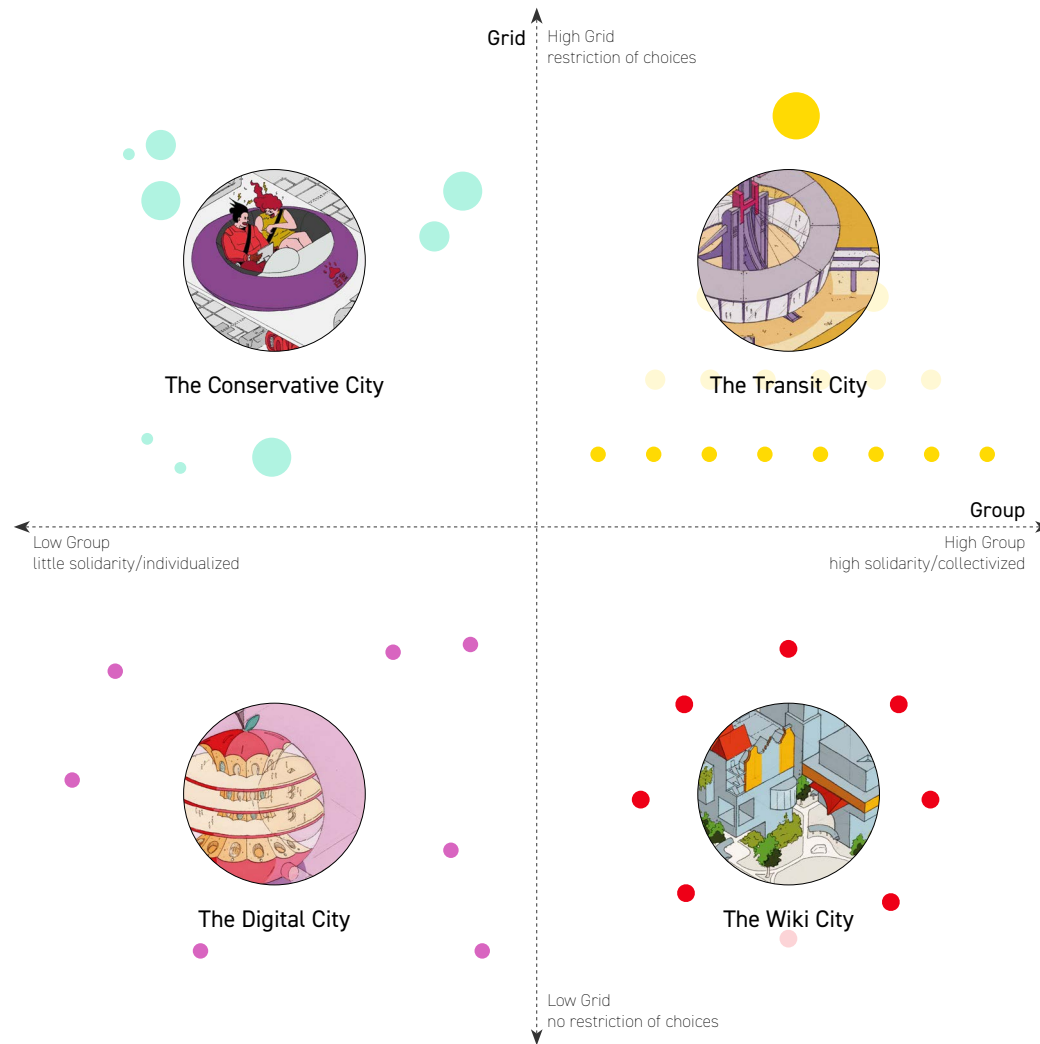 Grid
High Grid
restriction of choices
The Conservative City
The Transit City
Group
Low Group
little solidarity/individualized
High Group
high solidarity/collectivized
The Digital City
The Wiki City
Low Grid
no restriction of choices